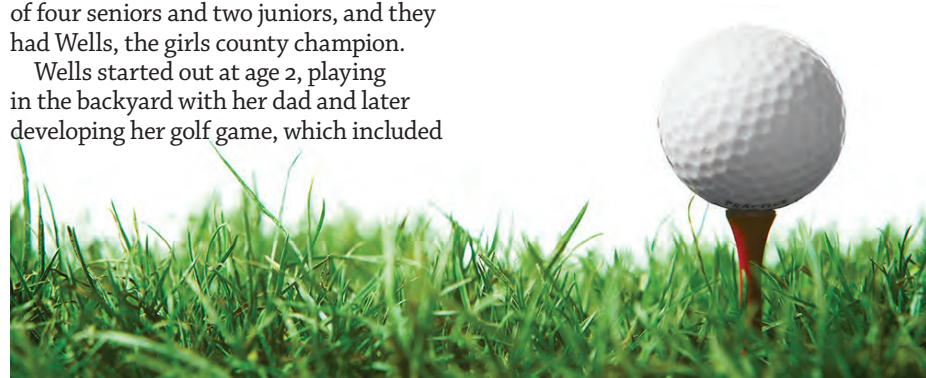 of four seniors and two juniors, and they
had Wells, the girls county champion.
Wells started out at age 2, playing
in the backyard with her dad and later
developing her golf game, which included
PRACTICE